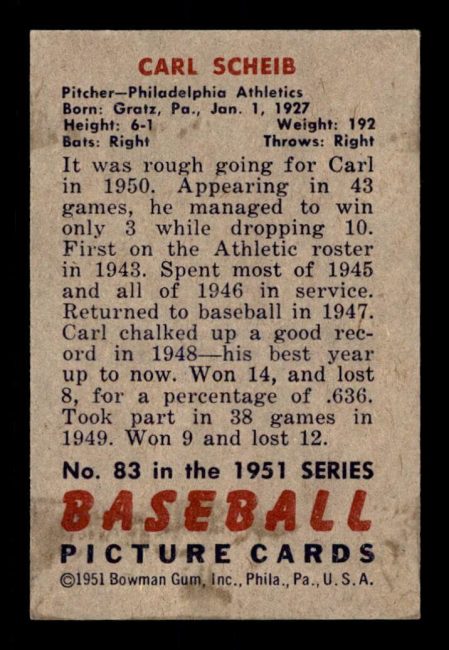 CARL SCHEIB
Pitcher—Philadelphia Athletics
Born: Gratz, Pa., Jan. 1, 1927
Height: 6-1 Weight: 192
Bats: Right Throws: Right
It was rough going for Carl
in 1950. Appearing in 43
games, he managed to win
only 3 while dropping 10.
First on the Athletic roster
in 1943. Spent most of 1945
and all of 1946 in service.
Returned to baseball in 1947.
Carl chalked up a good rec-
ord in 1948—his best year
up to now. Won 14, and lost
8, for a percentage of .636.
Took part in 38 games in
1949. Won 9 and lost 12.
No. 83 in the 1951 SERIES
BASEBALL
PICTURE CARDS
©1951 Bowman Gum, Inc., Phila., Pa., U. S. A.